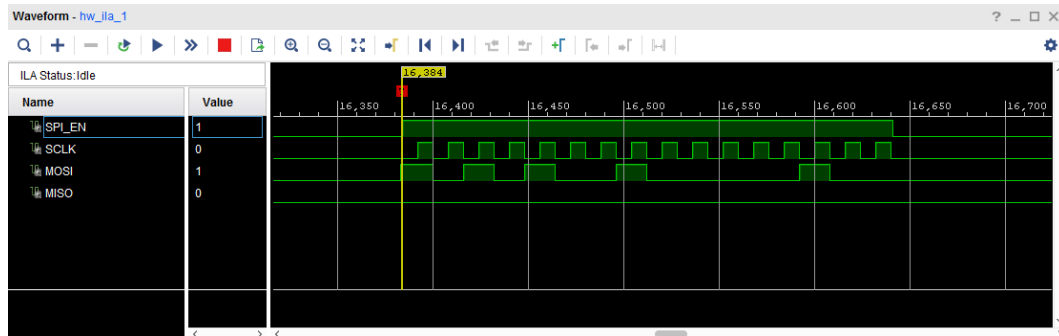 Waveform - hw_ila_1
ILA Status:Idle
Name Value
SPI_EN 1
SCLK 0
MOSI 1
MISO 0
16,384
16,350 16,400 16,450 16,500 16,550 16,600 16,650 16,700